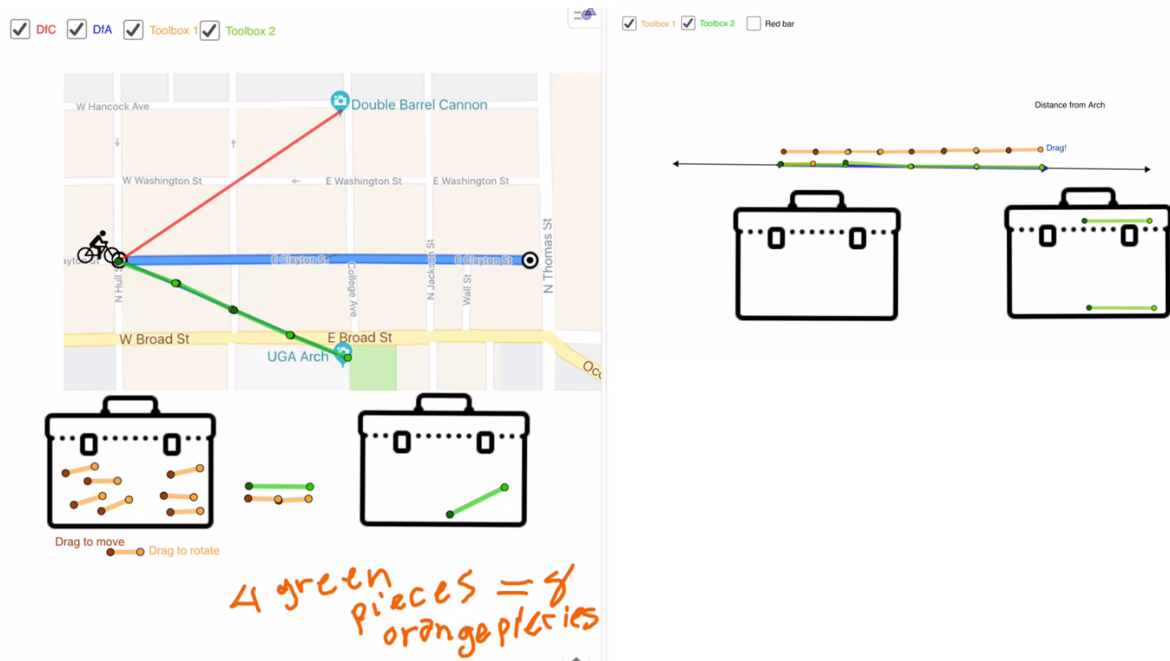 DfC DfA Toolbox 1 Toolbox 2
W Hancock Ave
Double Barrel Cannon
W Washington St E Washington St E Washington St
ayton St E Clayton St E Clayton St
N Hull S
College Ave
N Jackson St
Wall St
N Thomas St
W Broad St E Broad St
UGA Arch
Oco
Drag to move
Drag to rotate
4 green
pieces = 8
orange pieries
Toolbox 1 Toolbox 2 Red bar
Distance from Arch
Drag!